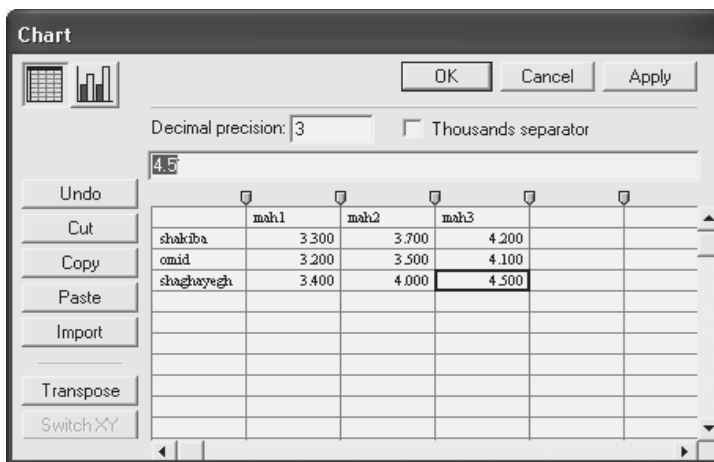 Chart
OK Cancel Apply
Decimal precision: 3 Thousands separator
4.5
Undo
Cut
Copy
Paste
Import
Transpose
Switch XY
mah1 mah2 mah3
shakiba 3.300 3.700 4.200
omid 3.200 3.500 4.100
shaghayegh 3.400 4.000 4.500